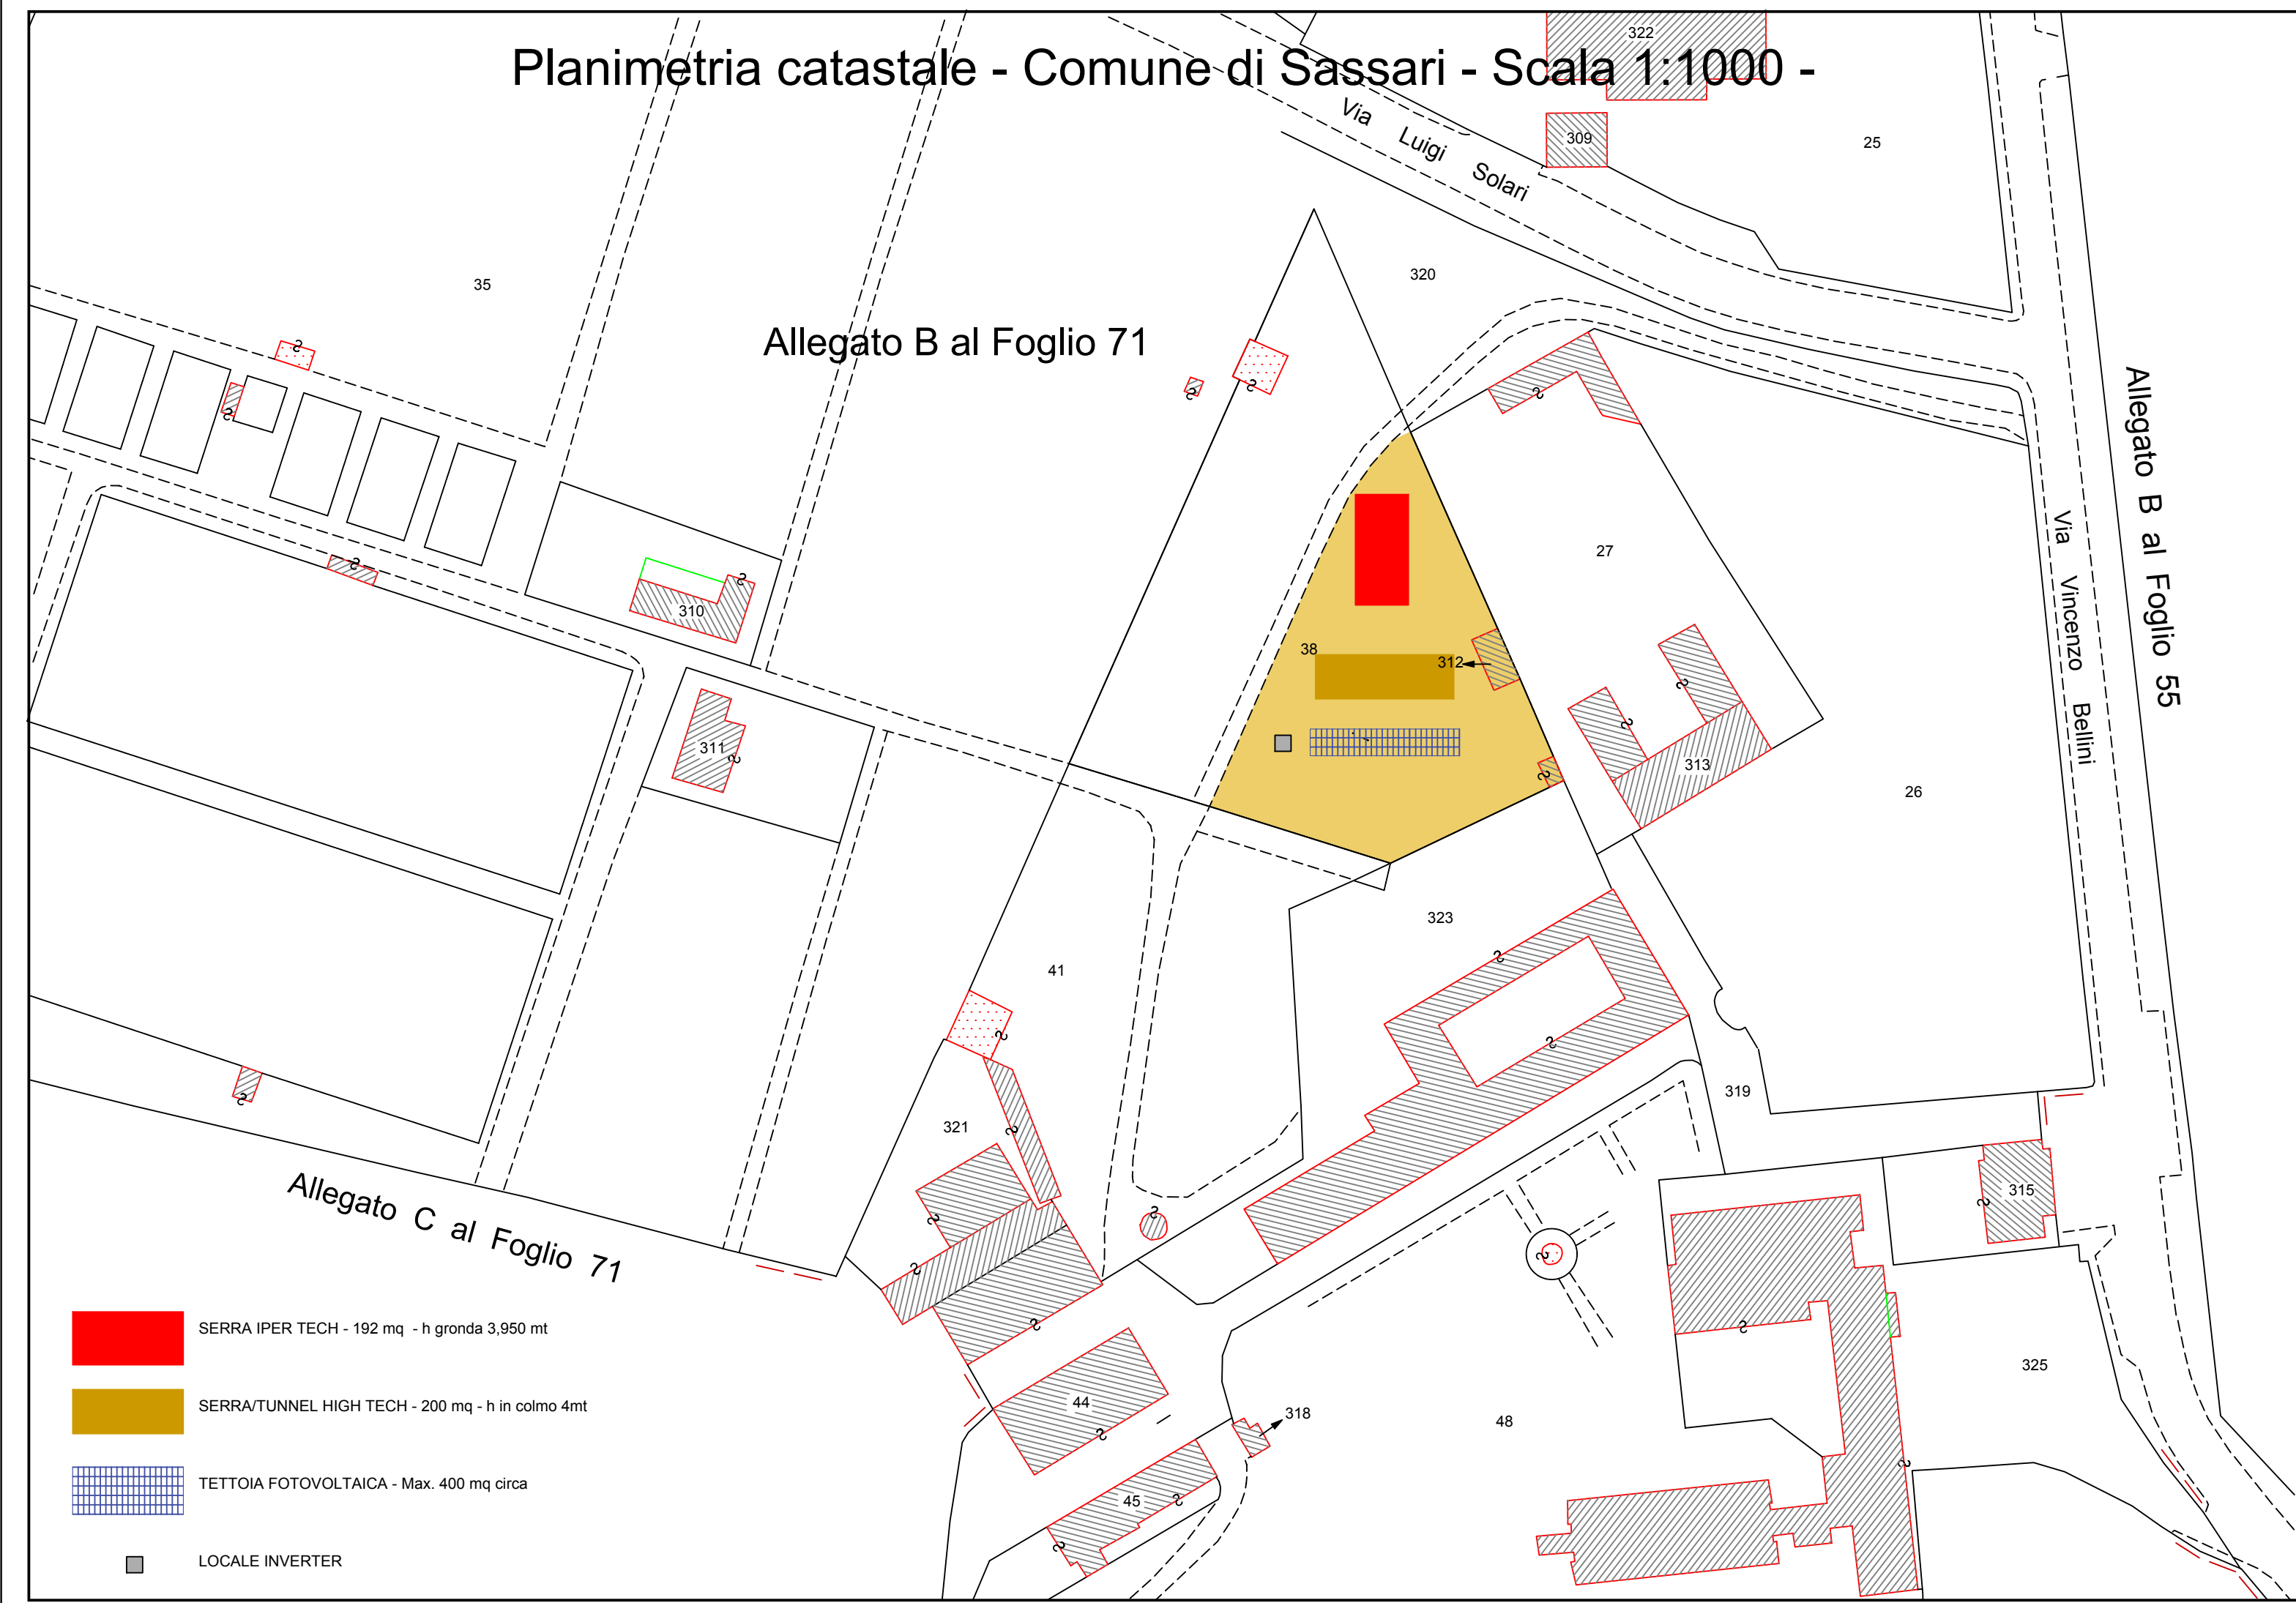 Planimetria catastale - Comune di Sassari - Scala 1:1000 -
322
309
25
Via Luigi Solari
320
35
Allegato B al Foglio 71
Allegato B al Foglio 55
Via Vincenzo Bellini
27
310
38
312
311
313
26
323
41
319
321
315
Allegato C al Foglio 71
SERRA IPER TECH - 192 mq - h gronda 3,950 mt
325
SERRA/TUNNEL HIGH TECH - 200 mq - h in colmo 4mt
44
318
48
TETTOIA FOTOVOLTAICA - Max. 400 mq circa
45
LOCALE INVERTER